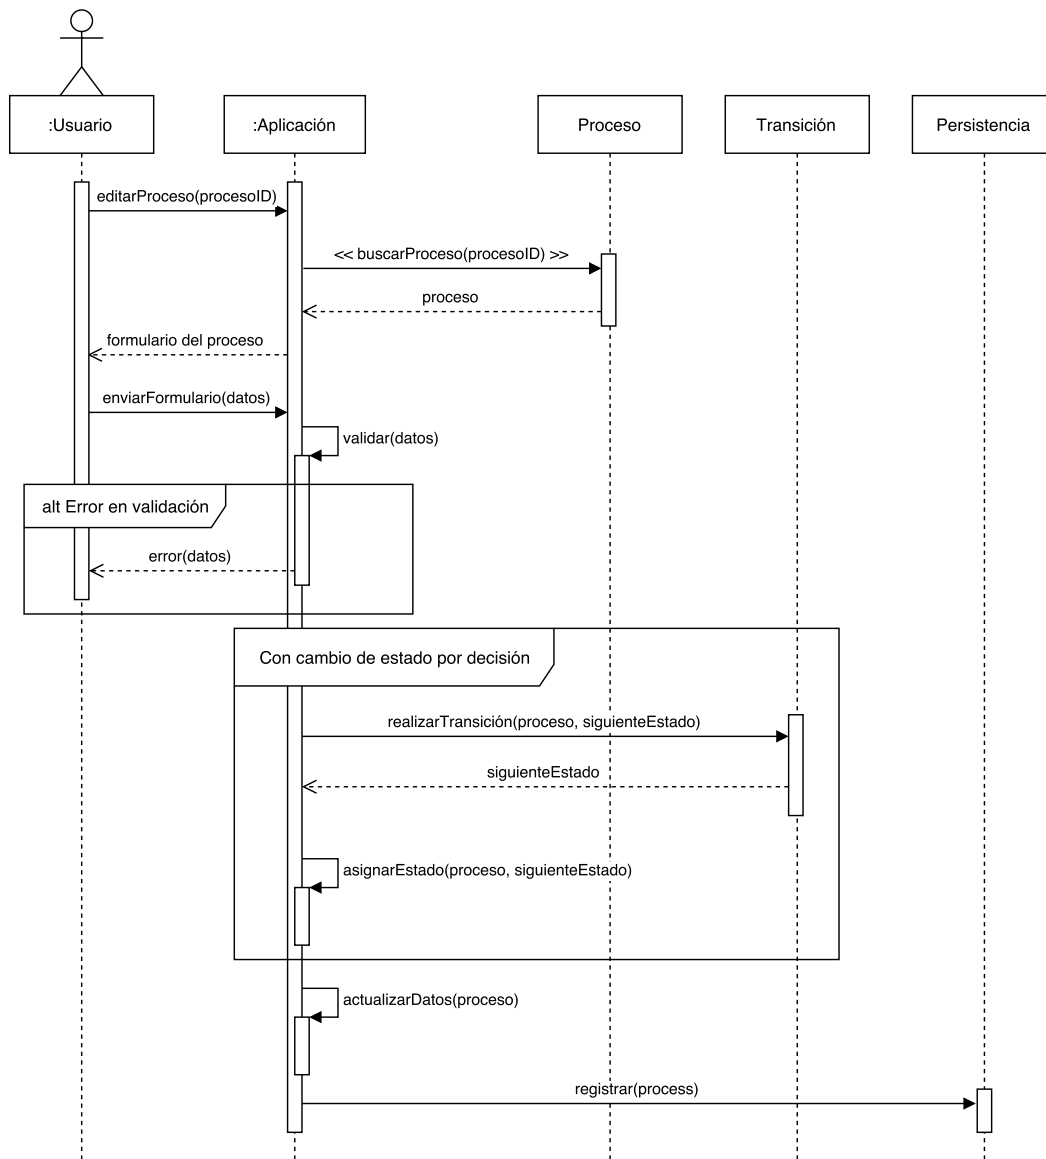 :Usuario
:Aplicación
Proceso
Transición
Persistencia
editarProceso(procesoID)
<< buscarProceso(procesoID) >>
proceso
formulario del proceso
enviarFormulario(datos)
validar(datos)
alt Error en validación
error(datos)
Con cambio de estado por decisión
realizarTransición(proceso, siguienteEstado)
siguienteEstado
asignarEstado(proceso, siguienteEstado)
actualizarDatos(proceso)
registrar(process)